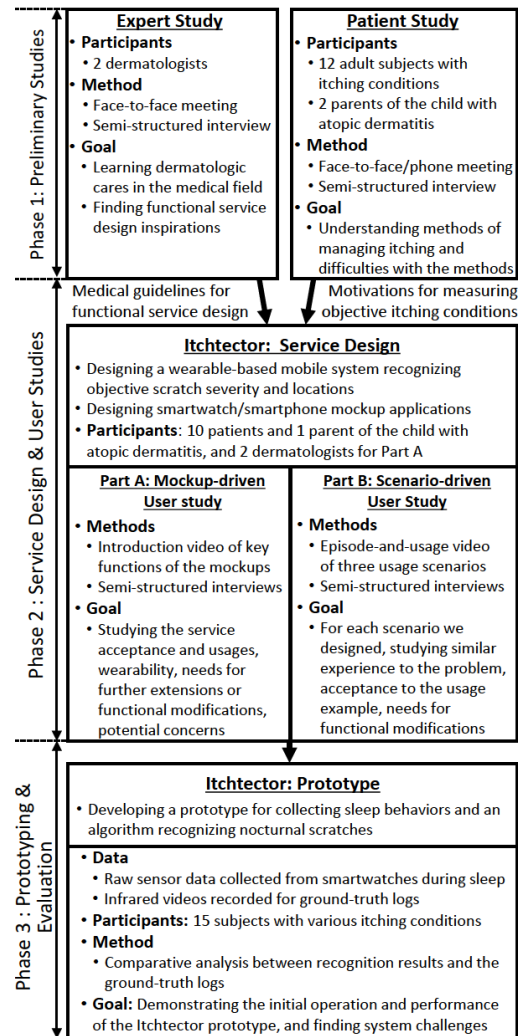 Phase 1: Preliminary Studies
Expert Study
• Participants
• 2 dermatologists
• Method
• Face-to-face meeting
• Semi-structured interview
• Goal
• Learning dermatologic
cares in the medical field
• Finding functional service
design inspirations
Patient Study
• Participants
• 12 adult subjects with
itching conditions
• 2 parents of the child with
atopic dermatitis
• Method
• Face-to-face/phone meeting
• Semi-structured interview
• Goal
• Understanding methods of
managing itching and
difficulties with the methods
Medical guidelines for
functional service design
Motivations for measuring
objective itching conditions
Phase 2 : Service Design & User Studies
Itchtector: Service Design
• Designing a wearable-based mobile system recognizing
objective scratch severity and locations
• Designing smartwatch/smartphone mockup applications
• Participants: 10 patients and 1 parent of the child with
atopic dermatitis, and 2 dermatologists for Part A
Part A: Mockup-driven
User study
• Methods
• Introduction video of key
functions of the mockups
• Semi-structured interviews
• Goal
• Studying the service
acceptance and usages,
wearability, needs for
further extensions or
functional modifications,
potential concerns
Part B: Scenario-driven
User Study
• Methods
• Episode-and-usage video
of three usage scenarios
• Semi-structured interviews
• Goal
• For each scenario we
designed, studying similar
experience to the problem,
acceptance to the usage
example, needs for
functional modifications
Phase 3 : Prototyping &
Evaluation
Itchtector: Prototype
• Developing a prototype for collecting sleep behaviors and an
algorithm recognizing nocturnal scratches
• Data
• Raw sensor data collected from smartwatches during sleep
• Infrared videos recorded for ground-truth logs
• Participants: 15 subjects with various itching conditions
• Method
• Comparative analysis between recognition results and the
ground-truth logs
• Goal: Demonstrating the initial operation and performance
of the Itchtector prototype, and finding system challenges